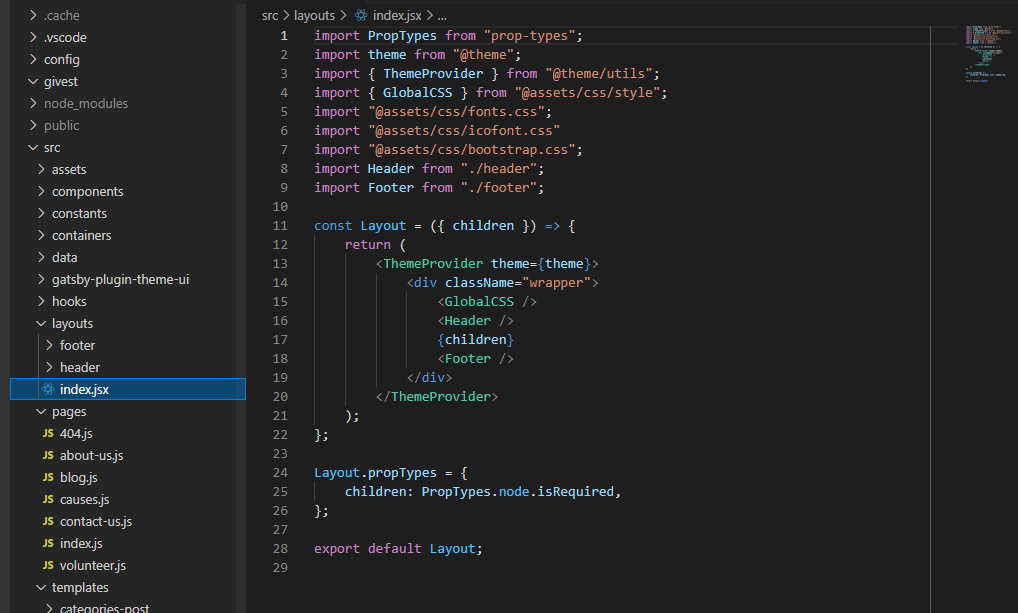 .cache
.vscode
config
givest
node_modules
public
src
assets
components
constants
containers
data
gatsby-plugin-theme-ui
hooks
layouts
footer
header
index.jsx
pages
JS 404.js
JS about-us.js
JS blog.js
JS causes.js
JS contact-us.js
JS index.js
JS volunteer.js
templates
categories-post
src > layouts > index.jsx > ...
1 import PropTypes from "prop-types";
2 import theme from "@theme";
3 import { ThemeProvider } from "@theme/utils";
4 import { GlobalCSS } from "@assets/css/style";
5 import "@assets/css/fonts.css";
6 import "@assets/css/icofont.css"
7 import "@assets/css/bootstrap.css";
8 import Header from "./header";
9 import Footer from "./footer";
10
11 const Layout = ({ children }) => {
12 return (
13 <ThemeProvider theme={theme}>
14 <div className="wrapper">
15 <GlobalCSS />
16 <Header />
17 {children}
18 <Footer />
19 </div>
20 </ThemeProvider>
21 );
22 };
23
24 Layout.propTypes = {
25 children: PropTypes.node.isRequired,
26 };
27
28 export default Layout;
29